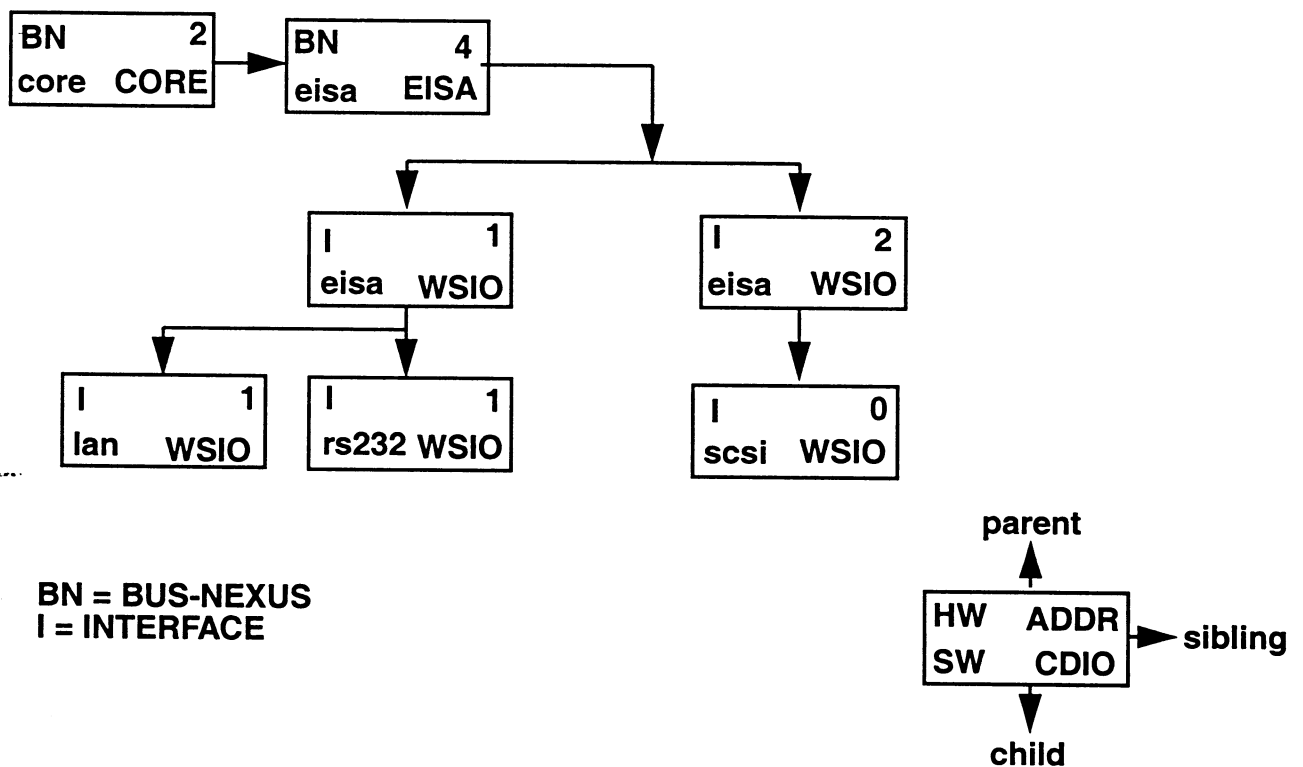 BN 2
core CORE
BN 4
eisa EISA
I 1
eisa WSIO
I 2
eisa WSIO
I 1
lan WSIO
I 1
rs232 WSIO
I 0
scsi WSIO
parent
HW ADDR
SW CDIO
sibling
child
BN = BUS-NEXUS
I = INTERFACE